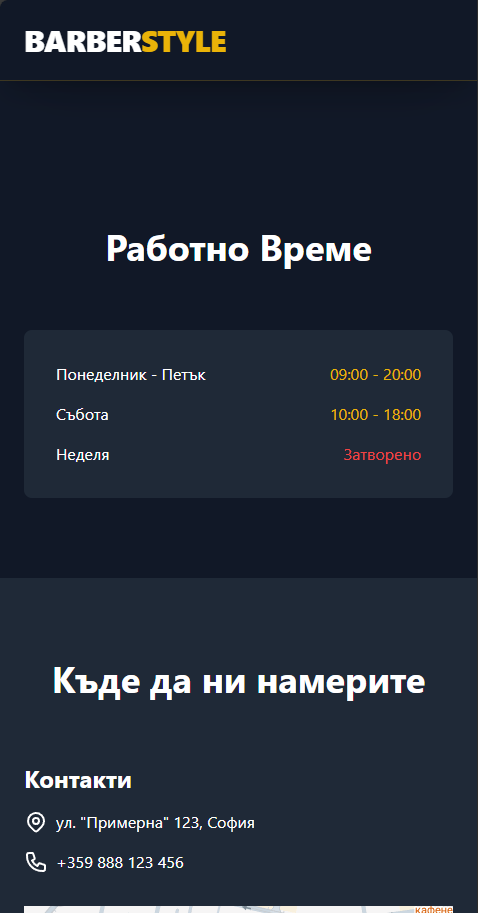 BARBERSTYLE
Работно Време
Понеделник - Петък 09:00 - 20:00
Събота 10:00 - 18:00
Неделя Затворено
Къде да ни намерите
Контакти
ул. "Примерна" 123, София
+359 888 123 456
кафене